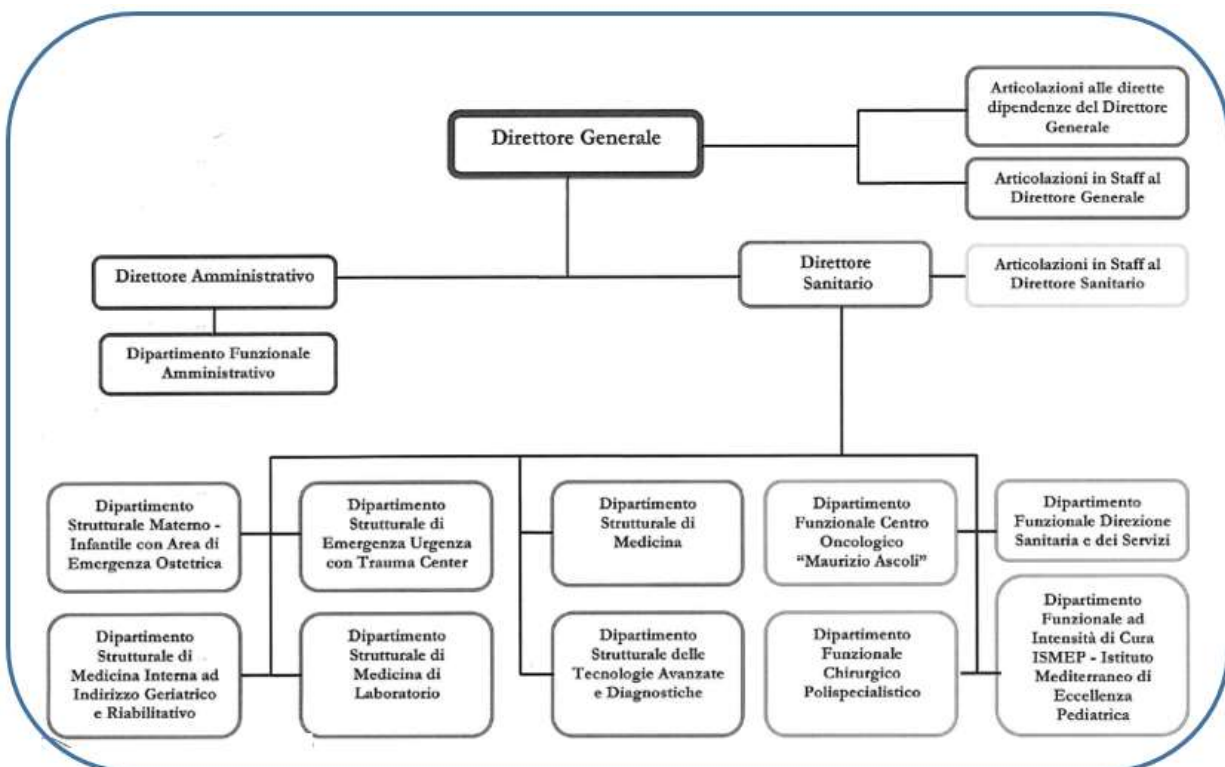 Direttore Generale
Articolazioni alle dirette
dipendenze del Direttore
Generale
Articolazioni in Staff al
Direttore Generale
Direttore Amministrativo
Direttore
Sanitario
Articolazioni in Staff al
Direttore Sanitario
Dipartimento Funzionale
Amministrativo
Dipartimento
Strutturale Materno -
Infantile con Area di
Emergenza Ostetrica
Dipartimento
Strutturale di
Emergenza Urgenza
con Trauma Center
Dipartimento
Strutturale di
Medicina
Dipartimento
Funzionale Centro
Oncologico
"Maurizio Ascoli"
Dipartimento
Funzionale Direzione
Sanitaria e dei Servizi
Dipartimento
Strutturale di
Medicina Interna ad
Indirizzo Geriatrico
e Riabilitativo
Dipartimento
Strutturale di
Medicina di
Laboratorio
Dipartimento
Strutturale delle
Tecnologie Avanzate
e Diagnostiche
Dipartimento
Funzionale
Chirurgico
Polispecialistico
Dipartimento
Funzionale ad
Intensità di Cura
ISMEP - Istituto
Mediterraneo di
Eccellenza
Pediatrica